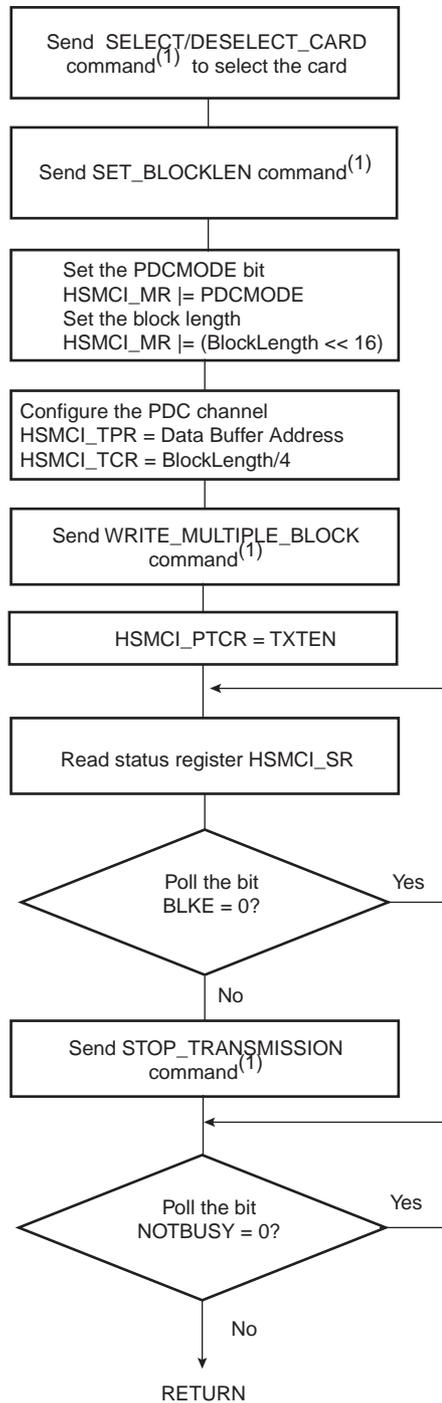 Send SELECT/DESELECT_CARD
command(1) to select the card
Send SET_BLOCKLEN command(1)
Set the PDCMODE bit
HSMCI_MR |= PDCMODE
Set the block length
HSMCI_MR |= (BlockLength << 16)
Configure the PDC channel
HSMCI_TPR = Data Buffer Address
HSMCI_TCR = BlockLength/4
Send WRITE_MULTIPLE_BLOCK
command(1)
HSMCI_PTCR = TXTEN
Read status register HSMCI_SR
Poll the bit
BLKE = 0?
Yes
No
Send STOP_TRANSMISSION
command(1)
Poll the bit
NOTBUSY = 0?
Yes
No
RETURN